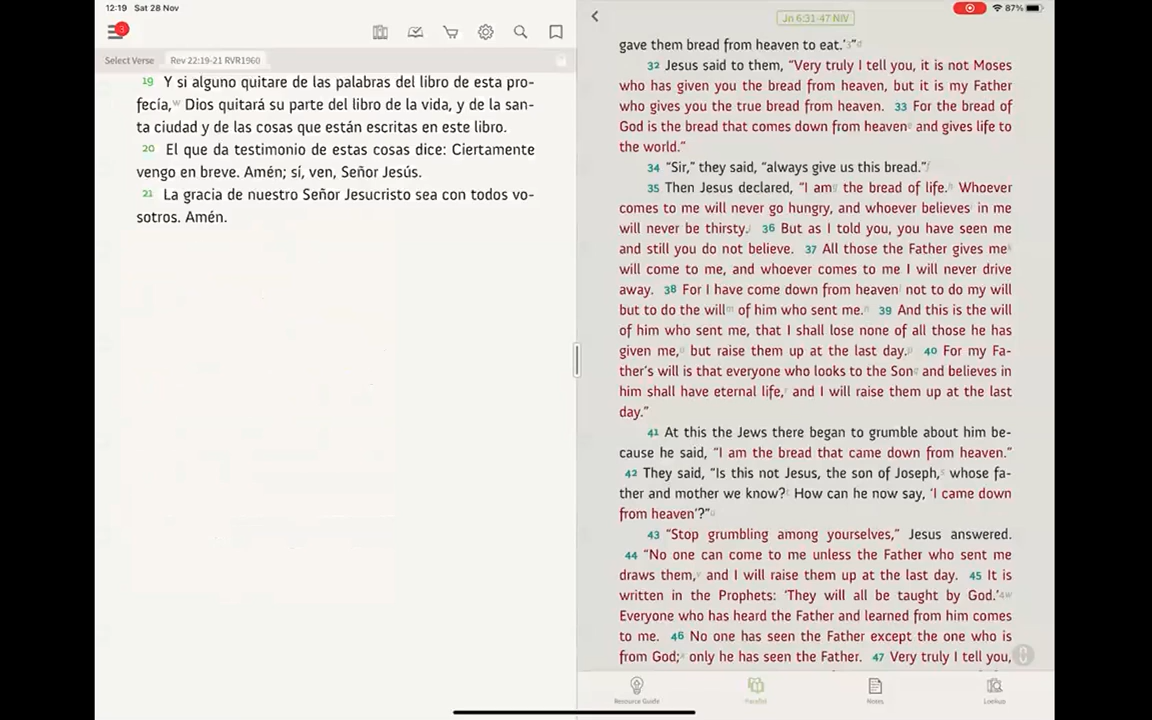 12:19 Sat 28 Nov
87%
3
Select Verse Rev 22:19-21 RVR1960
19 Y si alguno quitare de las palabras del libro de esta pro-
fecía,w Dios quitará su parte del libro de la vida, y de la san-
ta ciudad y de las cosas que están escritas en este libro.
20 El que da testimonio de estas cosas dice: Ciertamente
vengo en breve. Amén; sí, ven, Señor Jesús.
21 La gracia de nuestro Señor Jesucristo sea con todos vo-
sotros. Amén.
Jn 6:31-47 NIV
gave them bread from heaven to eat.’”
32 Jesus said to them, “Very truly I tell you, it is not Moses
who has given you the bread from heaven, but it is my Father
who gives you the true bread from heaven. 33 For the bread of
God is the bread that comes down from heaven and gives life to
the world.”
34 “Sir,” they said, “always give us this bread.”
35 Then Jesus declared, “I am the bread of life. Whoever
comes to me will never go hungry, and whoever believes in me
will never be thirsty. 36 But as I told you, you have seen me
and still you do not believe. 37 All those the Father gives me
will come to me, and whoever comes to me I will never drive
away. 38 For I have come down from heaven not to do my will
but to do the will of him who sent me. 39 And this is the will
of him who sent me, that I shall lose none of all those he has
given me, but raise them up at the last day. 40 For my Fa-
ther’s will is that everyone who looks to the Son and believes in
him shall have eternal life, and I will raise them up at the last
day.”
41 At this the Jews there began to grumble about him be-
cause he said, “I am the bread that came down from heaven.”
42 They said, “Is this not Jesus, the son of Joseph, whose fa-
ther and mother we know? How can he now say, ‘I came down
from heaven’?”
43 “Stop grumbling among yourselves,” Jesus answered.
44 “No one can come to me unless the Father who sent me
draws them, and I will raise them up at the last day. 45 It is
written in the Prophets: ‘They will all be taught by God.’
Everyone who has heard the Father and learned from him comes
to me. 46 No one has seen the Father except the one who is
from God; only he has seen the Father. 47 Very truly I tell you,
Resource Guide Parallel Notes Lookup